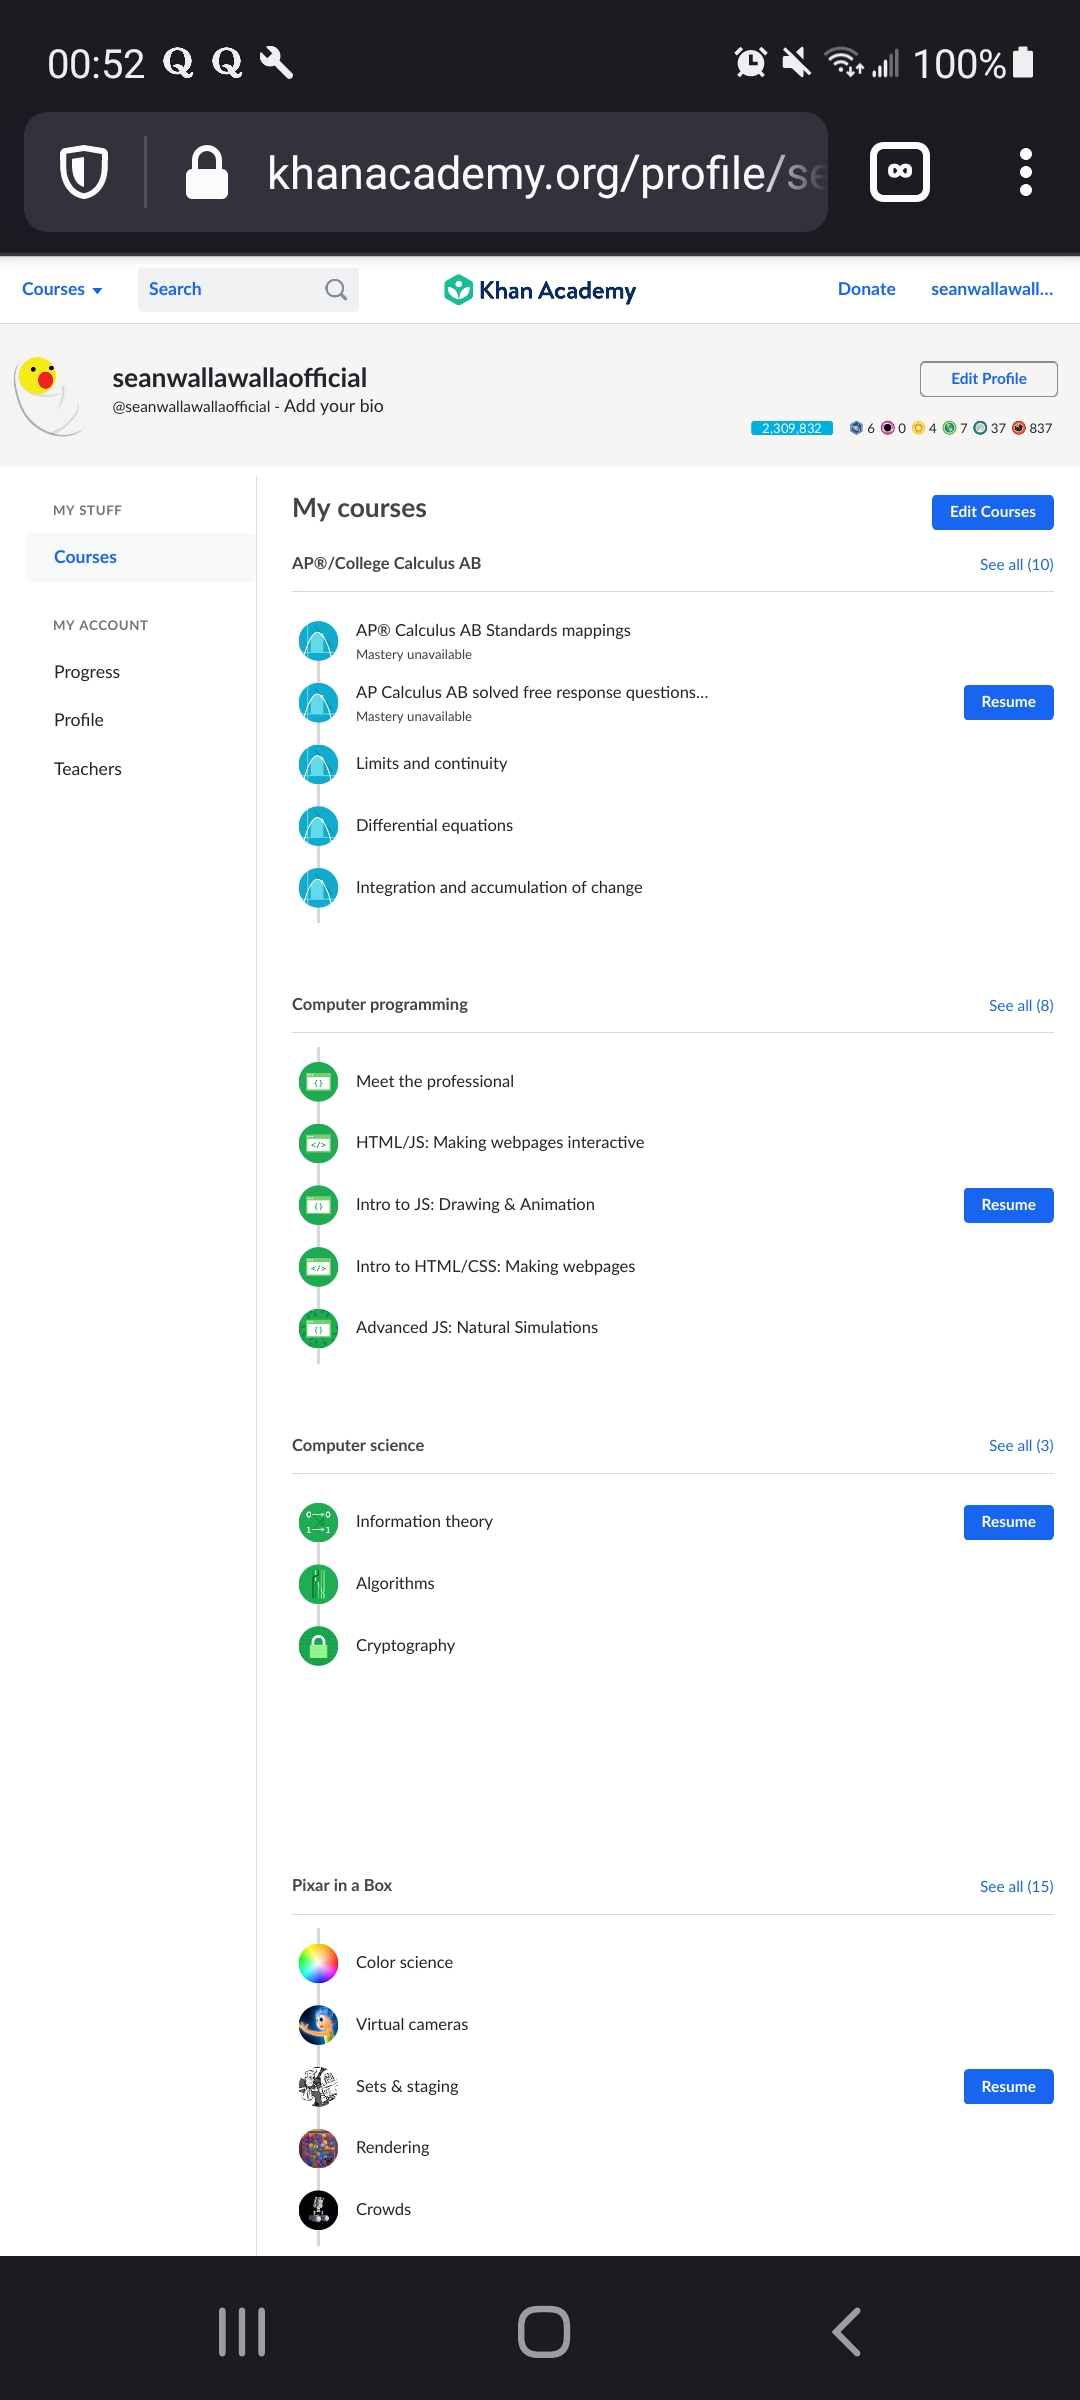 00:52
100%
khanacademy.org/profile/se
Courses
Search
Khan Academy
Donate
seanwallawall...
seanwallawallaofficial
@seanwallawallaofficial - Add your bio
Edit Profile
2,309,832 6 0 4 7 37 837
MY STUFF
Courses
MY ACCOUNT
Progress
Profile
Teachers
My courses
Edit Courses
AP®/College Calculus AB
See all (10)
AP® Calculus AB Standards mappings
Mastery unavailable
AP Calculus AB solved free response questions...
Mastery unavailable
Resume
Limits and continuity
Differential equations
Integration and accumulation of change
Computer programming
See all (8)
Meet the professional
HTML/JS: Making webpages interactive
Intro to JS: Drawing & Animation
Resume
Intro to HTML/CSS: Making webpages
Advanced JS: Natural Simulations
Computer science
See all (3)
Information theory
Resume
Algorithms
Cryptography
Pixar in a Box
See all (15)
Color science
Virtual cameras
Sets & staging
Resume
Rendering
Crowds